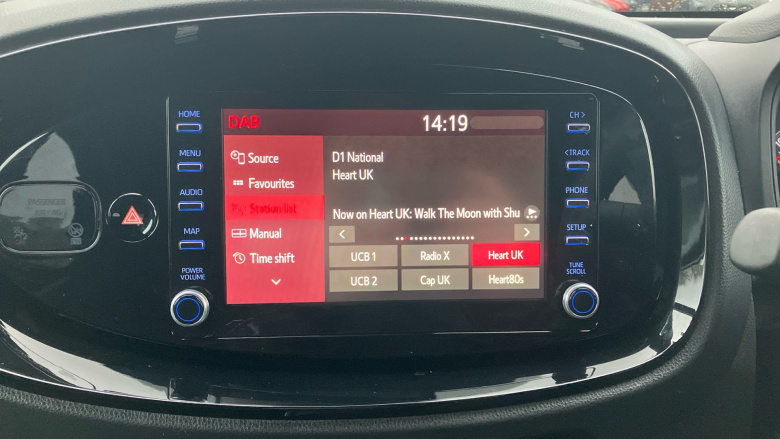 HOME
MENU
AUDIO
MAP
POWER
VOLUME
DAB
14:19
Source
Favourites
Station list
Manual
Time shift
D1 National
Heart UK
Now on Heart UK: Walk The Moon with Shu
UCB 1
Radio X
Heart UK
UCB 2
Cap UK
Heart80s
CH >
<TRACK
PHONE
SETUP
TUNE
SCROLL
PASSENGER
AIRBAG